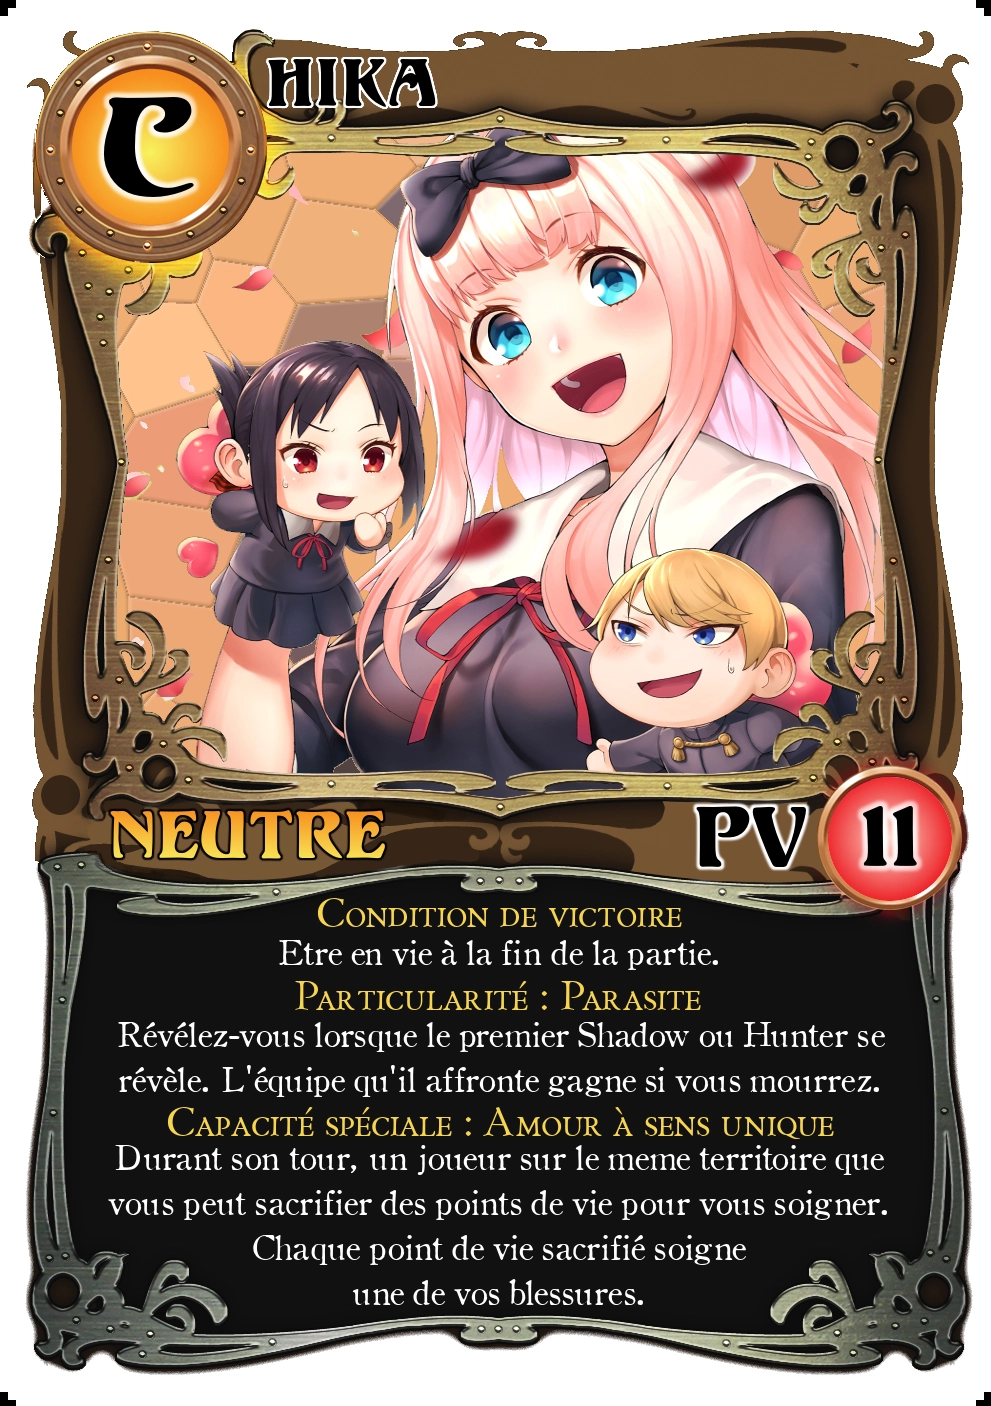 CHIKA
NEUTRE
PV 11
Condition de victoire
Etre en vie à la fin de la partie.
Particularité : Parasite
Révélez-vous lorsque le premier Shadow ou Hunter se
révèle. L'équipe qu'il affronte gagne si vous mourrez.
Capacité spéciale : Amour à sens unique
Durant son tour, un joueur sur le meme territoire que
vous peut sacrifier des points de vie pour vous soigner.
Chaque point de vie sacrifié soigne
une de vos blessures.